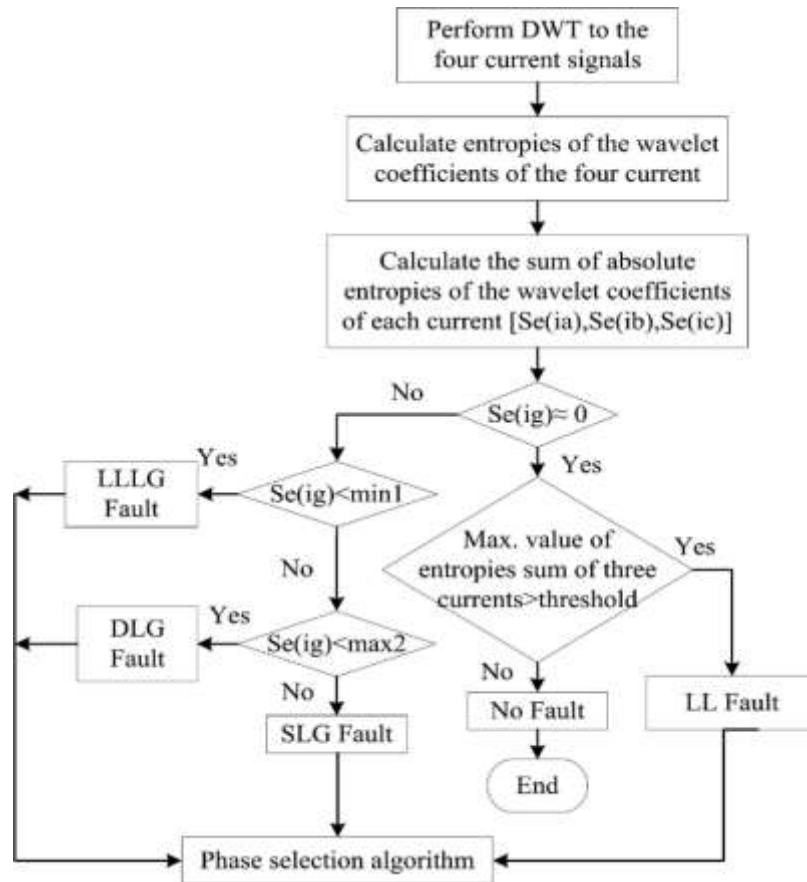 Perform DWT to the
four current signals
Calculate entropies of the wavelet
coefficients of the four current
Calculate the sum of absolute
entropies of the wavelet coefficients
of each current [Se(ia),Se(ib),Se(ic)]
No
Se(ig)≈ 0
Yes
LLLG
Fault
Yes
Se(ig)<min1
No
Max. value of
entropies sum of three
currents>threshold
Yes
DLG
Fault
Yes
Se(ig)<max2
No
No
SLG Fault
No Fault
LL Fault
End
Phase selection algorithm